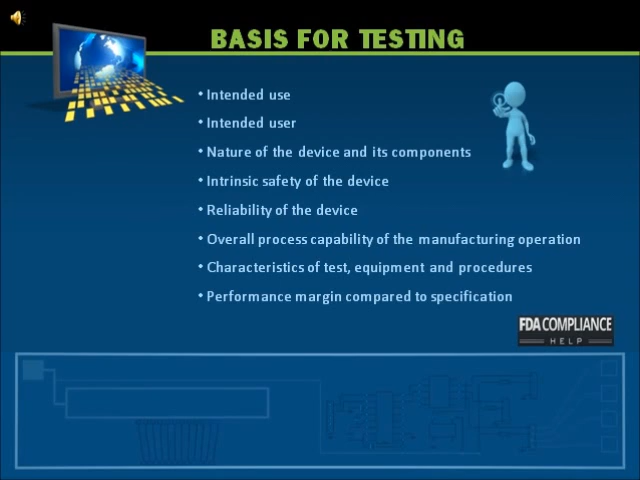 BASIS FOR TESTING
• Intended use
• Intended user
• Nature of the device and its components
• Intrinsic safety of the device
• Reliability of the device
• Overall process capability of the manufacturing operation
• Characteristics of test, equipment and procedures
• Performance margin compared to specification
FDA COMPLIANCE
HELP